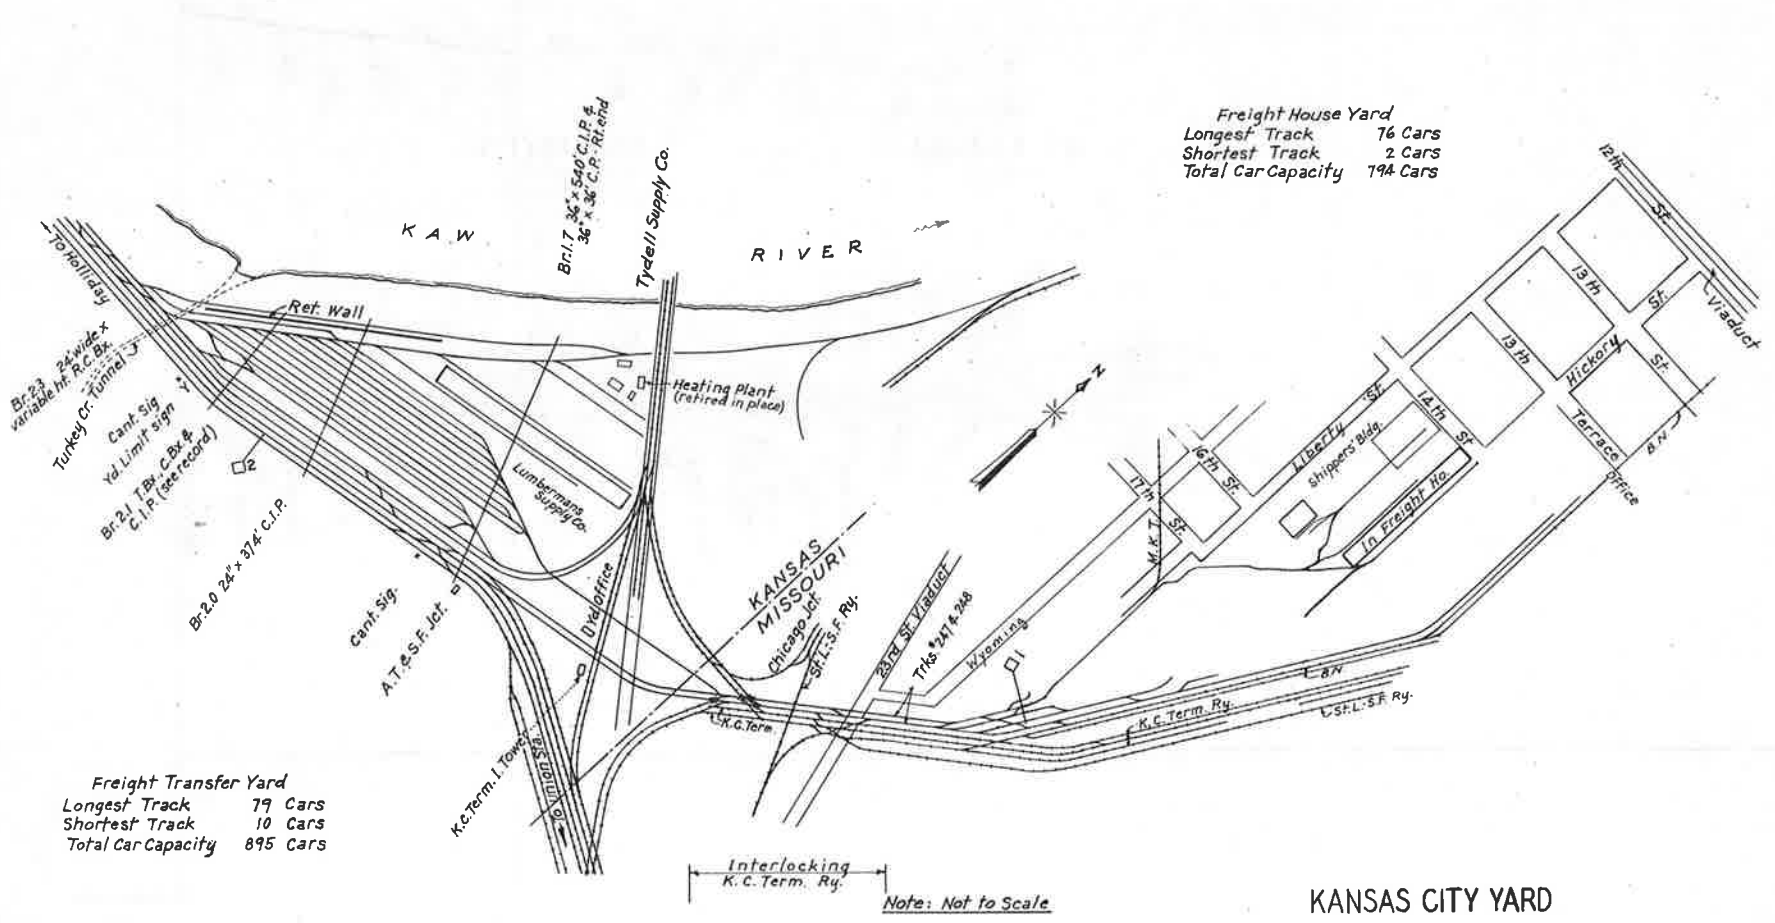 Freight House Yard
Longest Track 76 Cars
Shortest Track 2 Cars
Total Car Capacity 794 Cars
KAW RIVER
Br. 1.7 36" x 540' C.I.P. &
36" x 36' C.P. - Rt. end
Tydell Supply Co.
To Holliday
Ret. Wall
Br. 2.3 24' wide x
variable ht. R.C. Bx.
Turkey Cr. Tunnel
Cant. Sig
Yd. Limit sign
Br. 2.1 T.Bx., C.Bx. &
C.I.P. (see record)
2
Br. 2.0 24" x 374' C.I.P.
Heating Plant
(retired in place)
Lumbermans
Supply Co.
Cant. Sig.
A.T. & S.F. Jct.
Yd. Office
K.C. Term. I. Tower
To Union Sta.
KANSAS
MISSOURI
Chicago Jct.
St. L.-S.F. Ry.
K.C. Term.
N
23rd St. Viaduct
Trks. #247 & 248
Wyoming
1
M.K.T.
17th St.
16th St.
Liberty St.
Shippers' Bldg.
14th St.
In Freight Ho.
13th
13th St.
Hickory St.
12th St.
Viaduct
Terrace
Office
B.N.
B.N.
K.C. Term. Ry.
St. L.-S.F. Ry.
Freight Transfer Yard
Longest Track 79 Cars
Shortest Track 10 Cars
Total Car Capacity 895 Cars
Interlocking
K.C. Term. Ry.
Note: Not to Scale
KANSAS CITY YARD